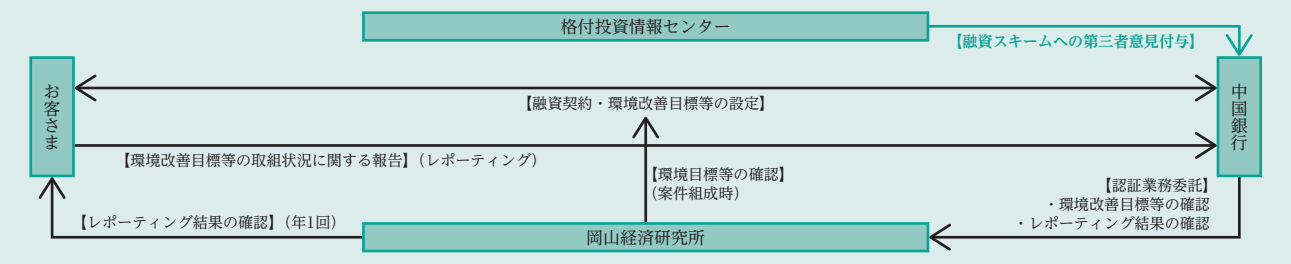 格付投資情報センター
【融資スキームへの第三者意見付与】
お客さま
中国銀行
【融資契約・環境改善目標等の設定】
【環境改善目標等の取組状況に関する報告】（レポーティング）
【環境目標等の確認】
（案件組成時）
【認証業務委託】
・環境改善目標等の確認
・レポーティング結果の確認
【レポーティング結果の確認】（年1回）
岡山経済研究所